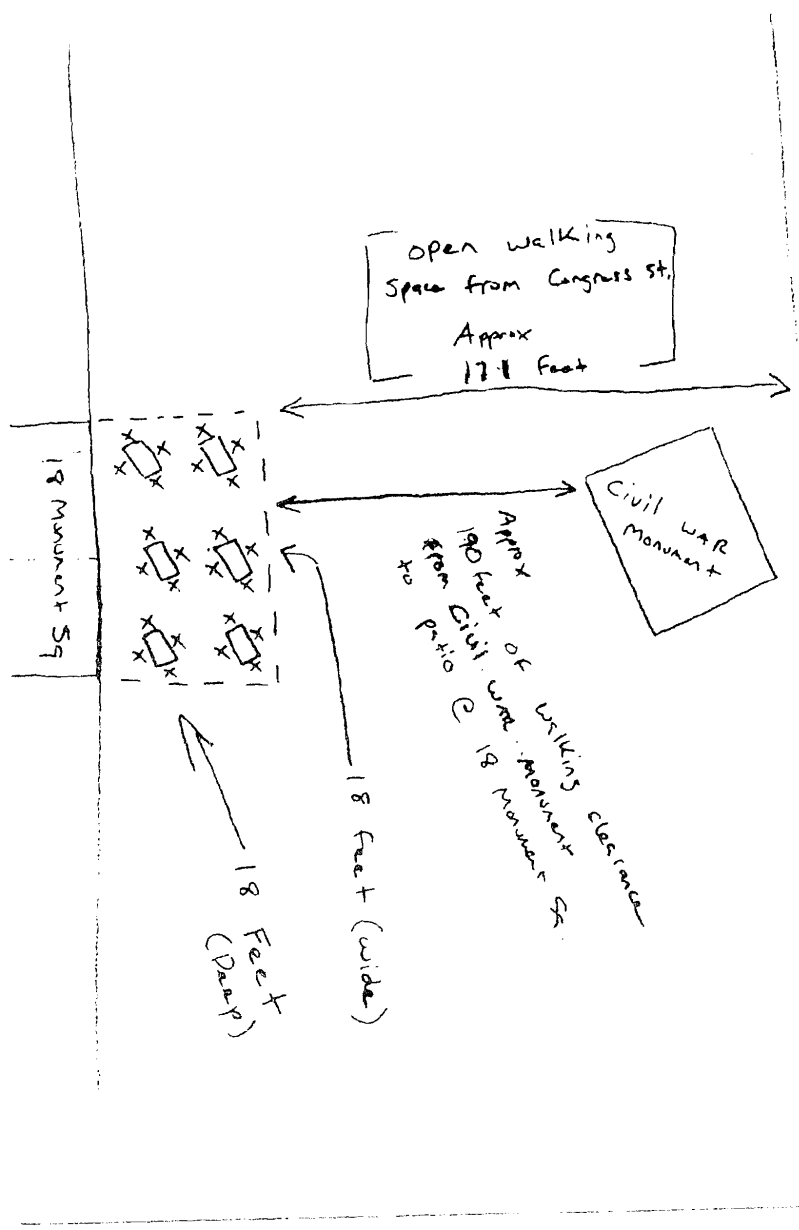 open walking
Space from Congress St.
Approx
171 Feet
Civil WAR
Monument
18 Monument Sq
Approx
190 feet of walking clearance
from Civil WAR Monument
to patio @ 18 Monument Sq.
18 feet (wide)
18 Feet
(Deep)